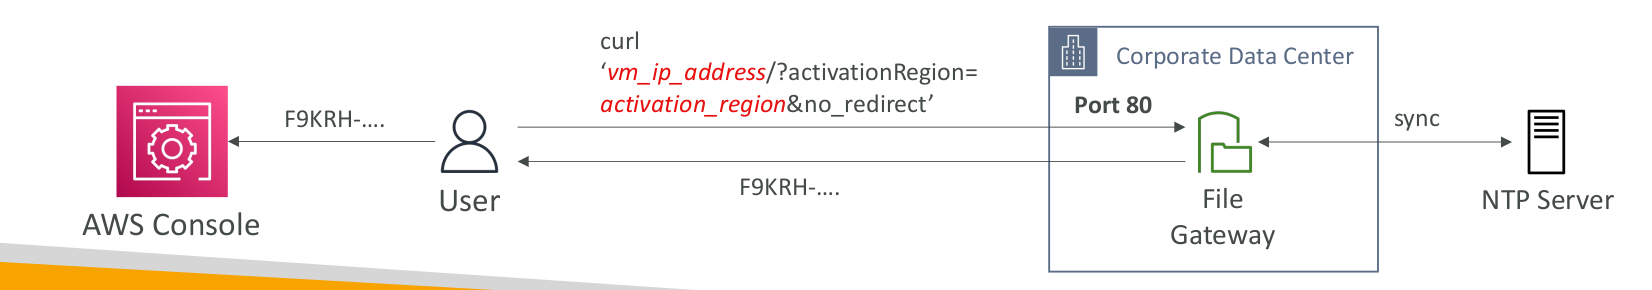 curl
‘vm_ip_address/?activationRegion=
activation_region&no_redirect’
Corporate Data Center
Port 80
F9KRH-....
sync
F9KRH-....
AWS Console
User
File
Gateway
NTP Server